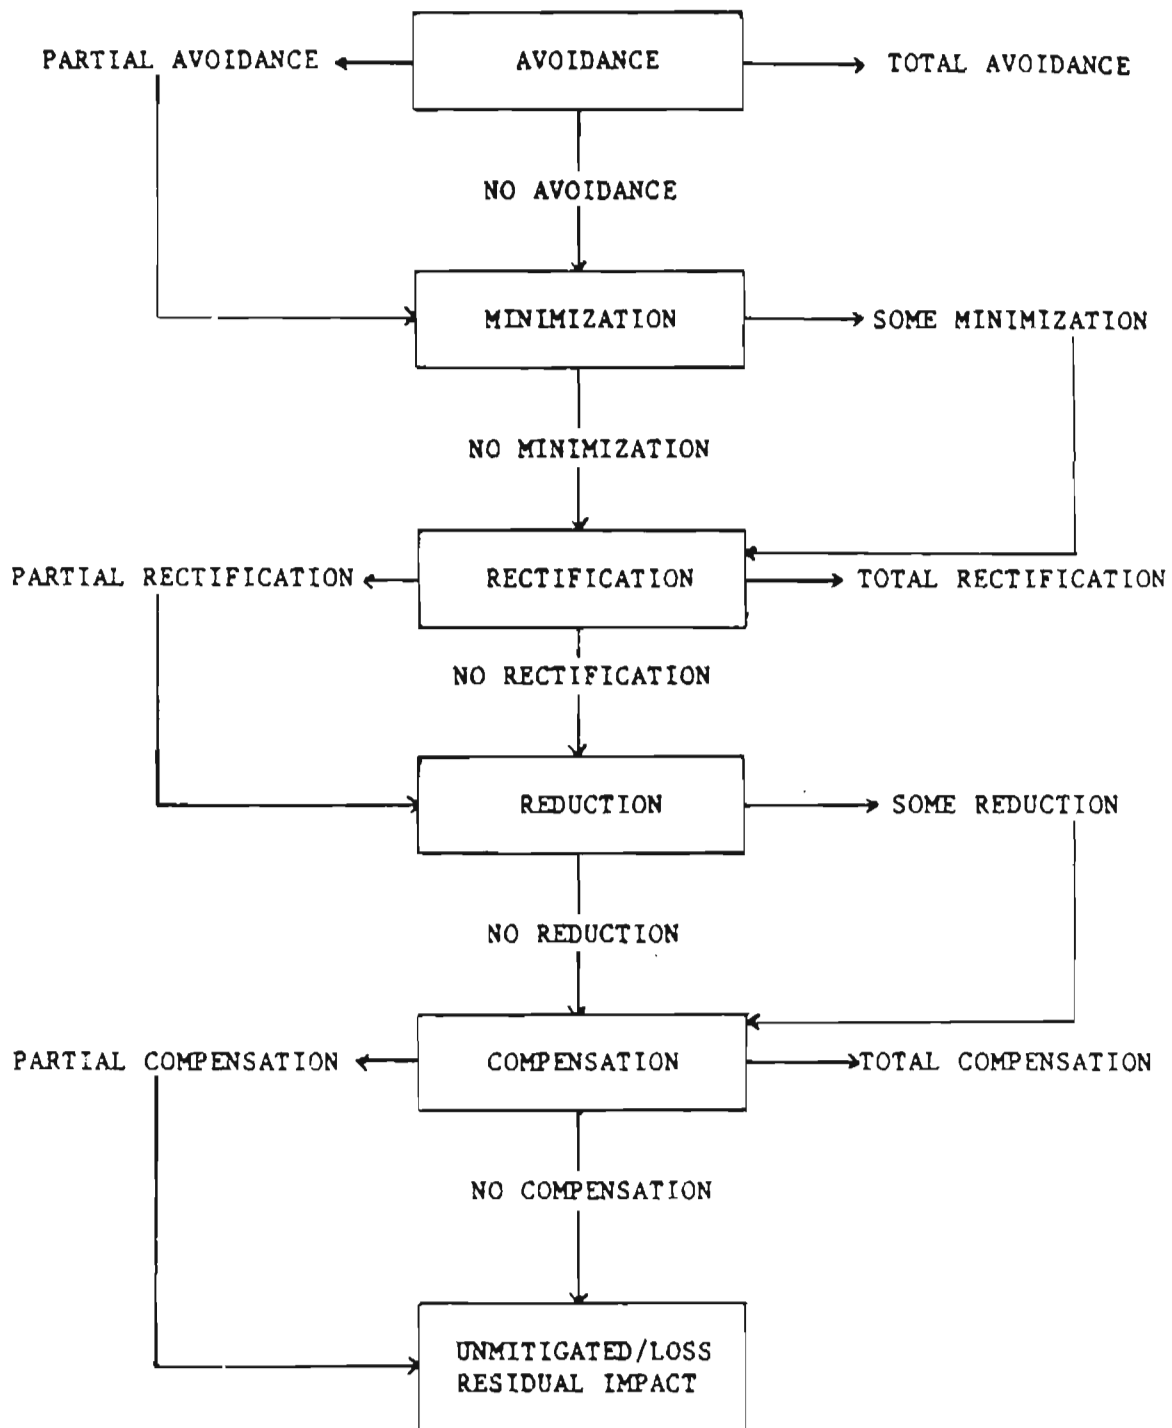 PARTIAL AVOIDANCE
AVOIDANCE
TOTAL AVOIDANCE
NO AVOIDANCE
MINIMIZATION
SOME MINIMIZATION
NO MINIMIZATION
PARTIAL RECTIFICATION
RECTIFICATION
TOTAL RECTIFICATION
NO RECTIFICATION
REDUCTION
SOME REDUCTION
NO REDUCTION
PARTIAL COMPENSATION
COMPENSATION
TOTAL COMPENSATION
NO COMPENSATION
UNMITIGATED/LOSS
RESIDUAL IMPACT